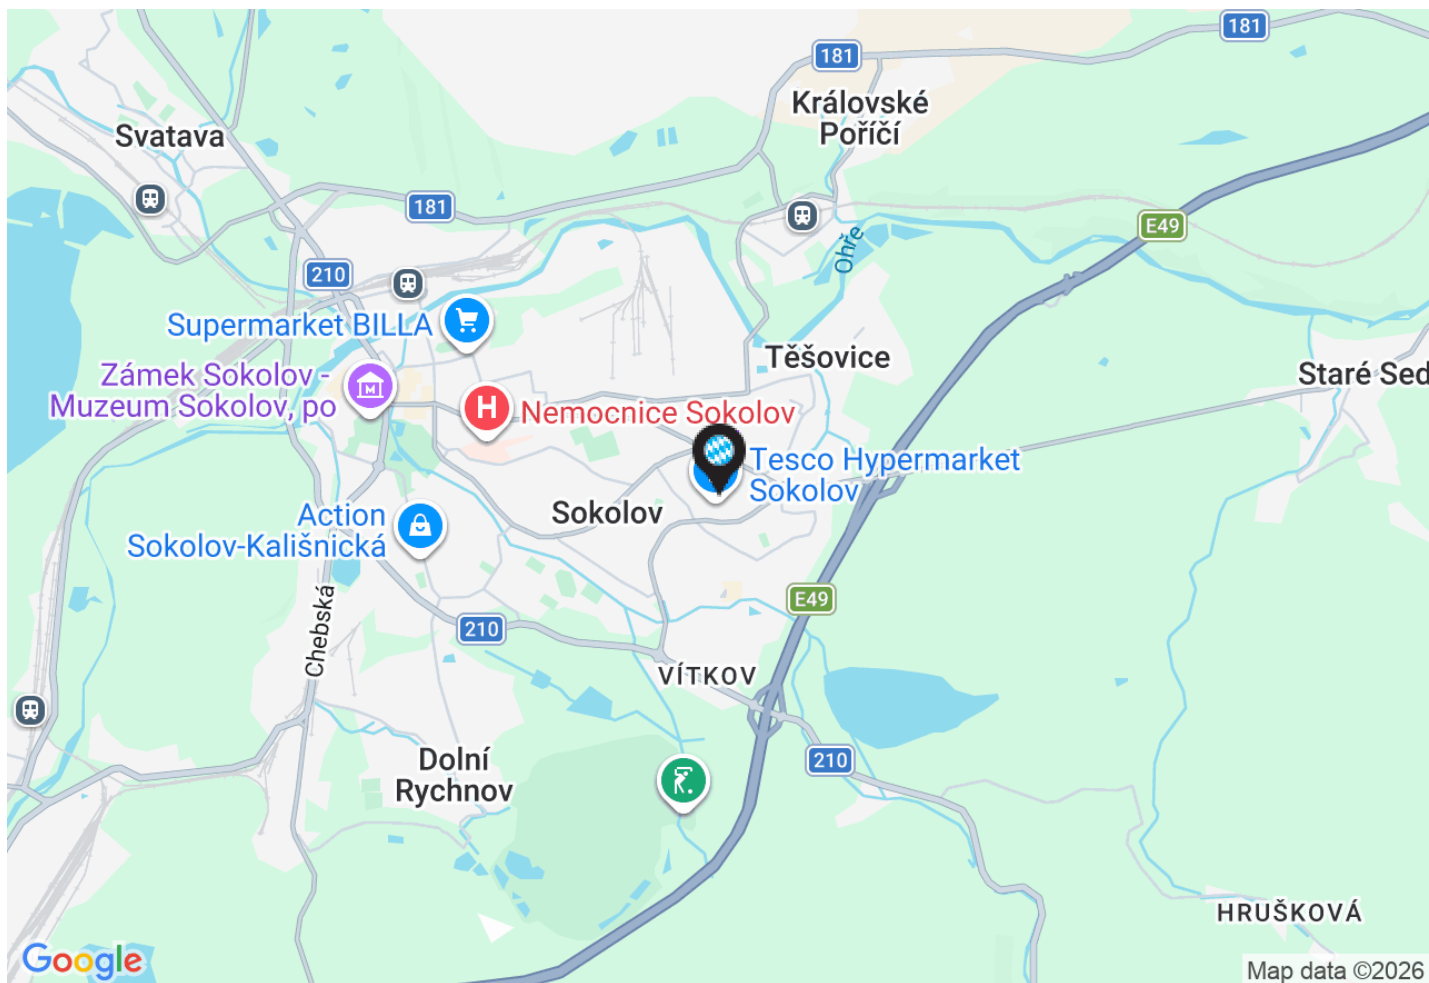 181
181
Královské
Poříčí
Svatava
181
E49
Ohře
210
Supermarket BILLA
Těšovice
Zámek Sokolov -
Muzeum Sokolov, po
Staré Sed
H
Nemocnice Sokolov
Tesco Hypermarket
Sokolov
Sokolov
Action
Sokolov-Kališnická
Chebská
E49
210
VÍTKOV
Dolní
Rychnov
210
HRUŠKOVÁ
Google
Map data ©2026